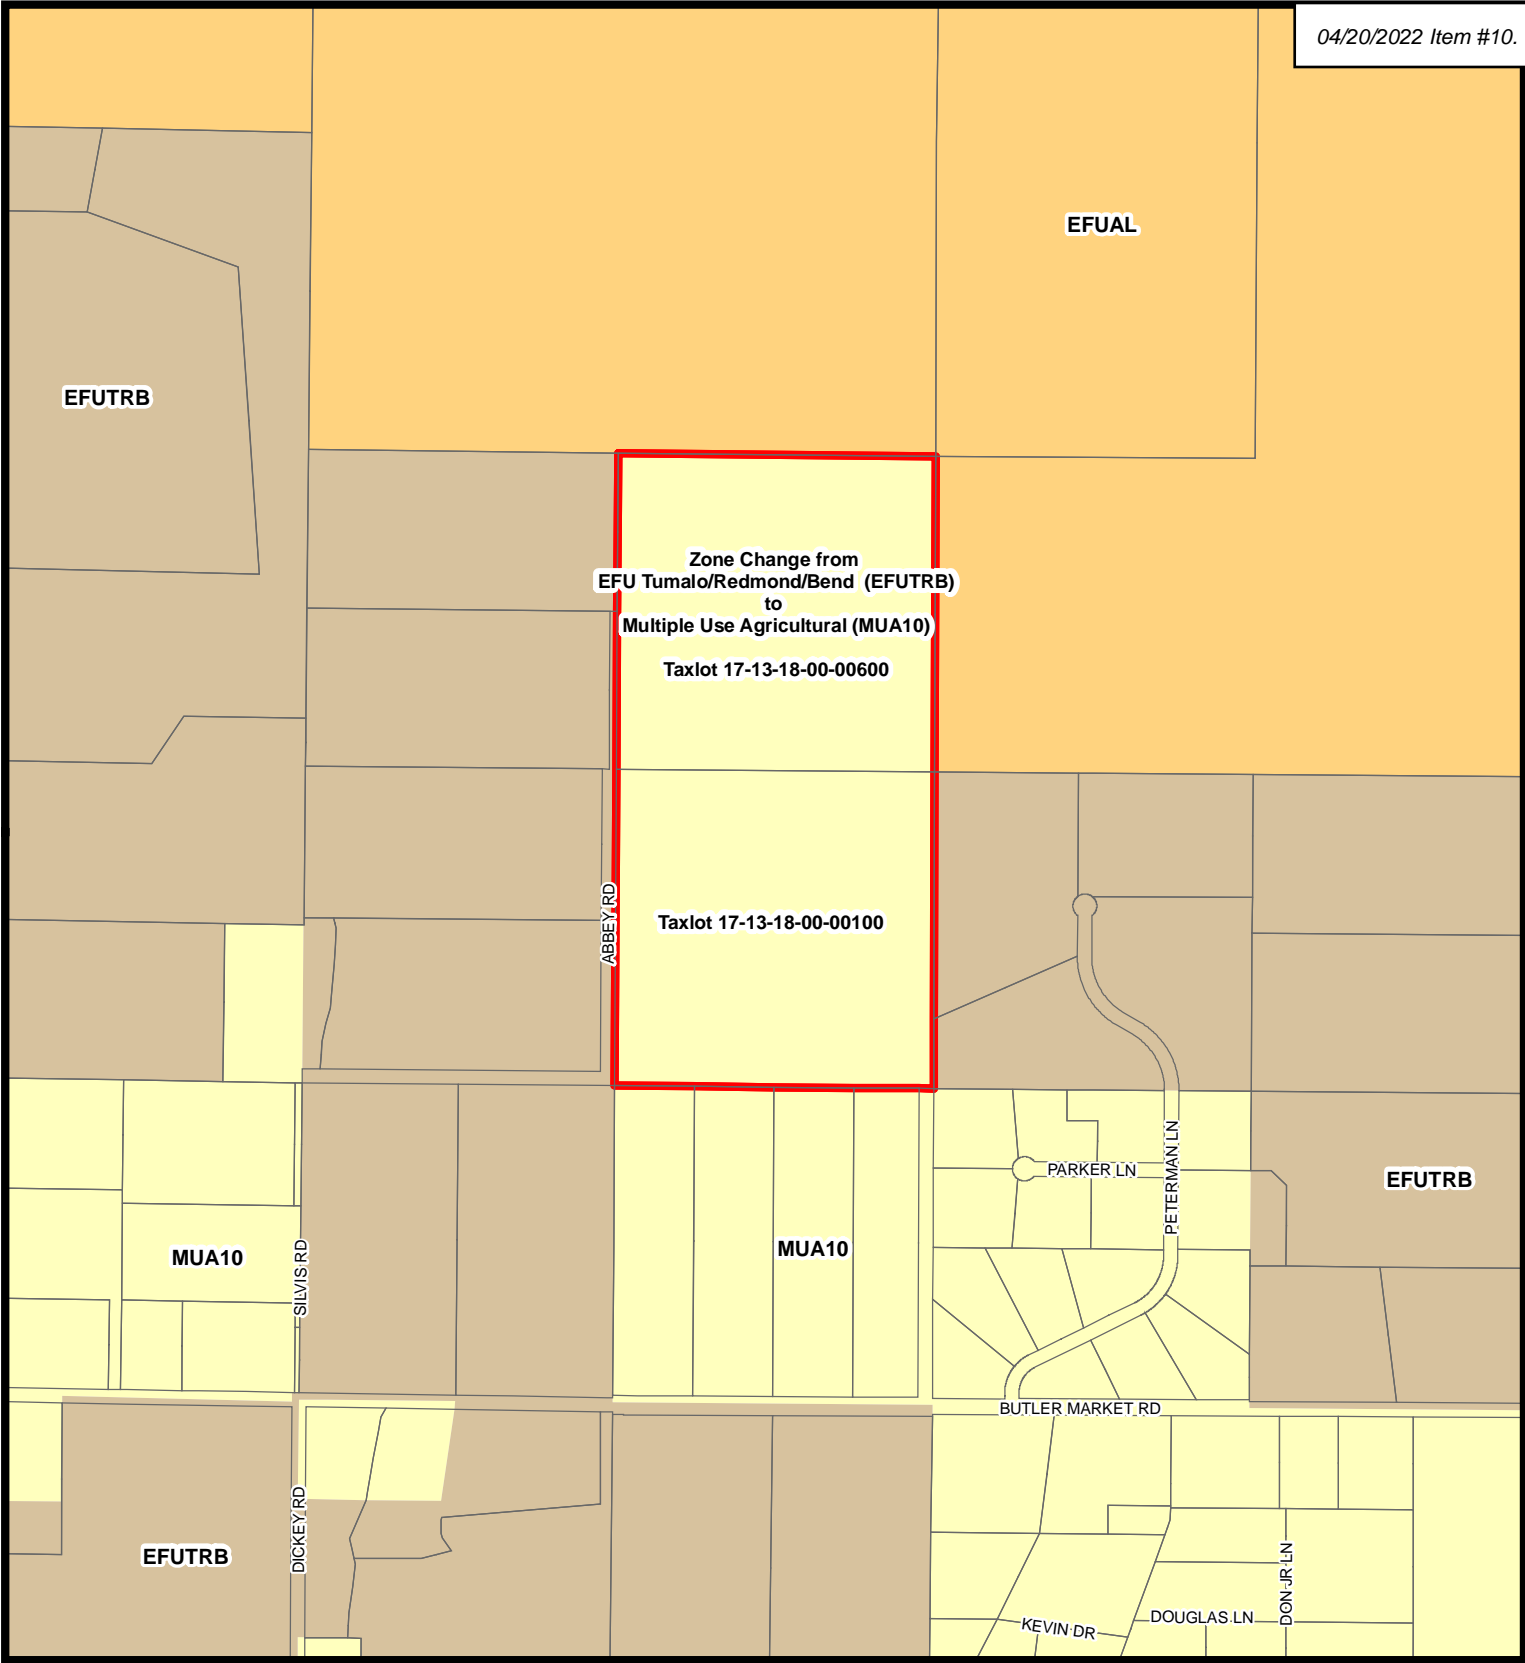 04/20/2022 Item #10.
EFUAL
EFUTRB
Zone Change from
EFU Tumalo/Redmond/Bend (EFUTRB)
to
Multiple Use Agricultural (MUA10)
Taxlot 17-13-18-00-00600
ABBEY RD
Taxlot 17-13-18-00-00100
PARKER LN
PETERMAN LN
EFUTRB
MUA10
SILVIS RD
MUA10
BUTLER MARKET RD
DICKEY RD
EFUTRB
DON JR LN
KEVIN DR
DOUGLAS LN